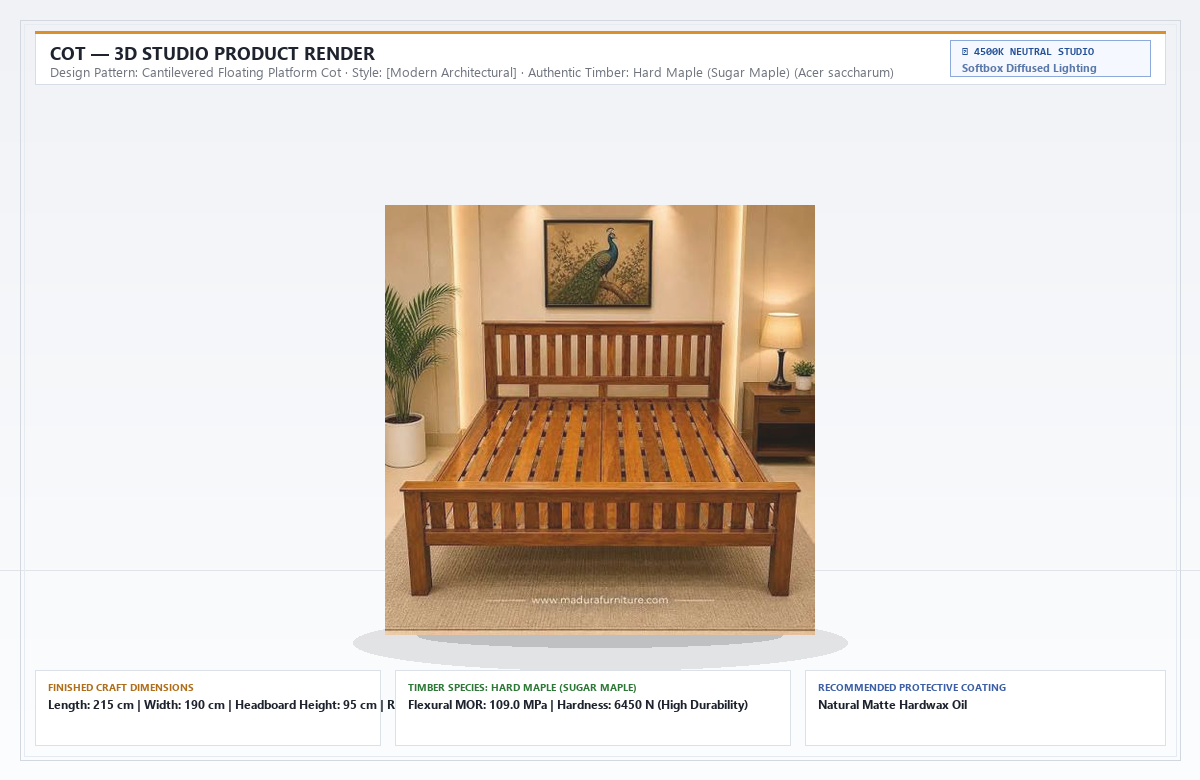 COT — 3D STUDIO PRODUCT RENDER
Design Pattern: Cantilevered Floating Platform Cot · Style: [Modern Architectural] · Authentic Timber: Hard Maple (Sugar Maple) (Acer saccharum)
4500K NEUTRAL STUDIO
Softbox Diffused Lighting
www.madurafurniture.com
FINISHED CRAFT DIMENSIONS
Length: 215 cm | Width: 190 cm | Headboard Height: 95 cm | R
TIMBER SPECIES: HARD MAPLE (SUGAR MAPLE)
Flexural MOR: 109.0 MPa | Hardness: 6450 N (High Durability)
RECOMMENDED PROTECTIVE COATING
Natural Matte Hardwax Oil